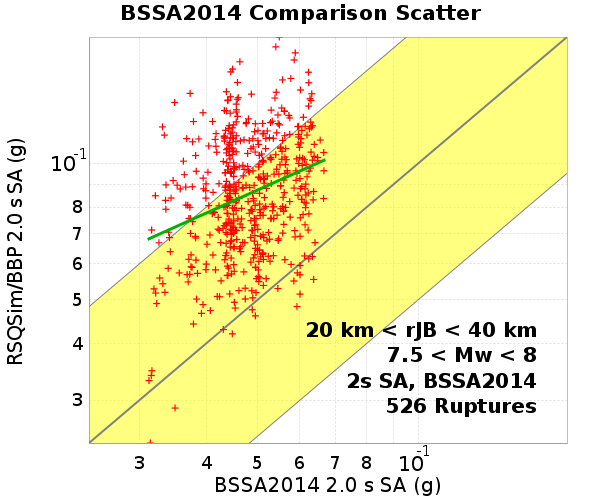 BSSA2014 Comparison Scatter
RSQSim/BBP 2.0 s SA (g)
10-1
8
7
6
5
4
3
20 km < rJB < 40 km
7.5 < Mw < 8
2s SA, BSSA2014
526 Ruptures
3 4 5 6 7 8 10-1
BSSA2014 2.0 s SA (g)